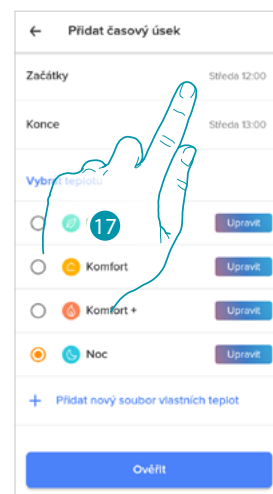 ← Přidat časový úsek
Začátky Středa 12:00
Konce Středa 13:00
Vybrat teplotu
17 Upravit
Komfort Upravit
Komfort + Upravit
Noc Upravit
+ Přidat nový soubor vlastních teplot
Ověřit